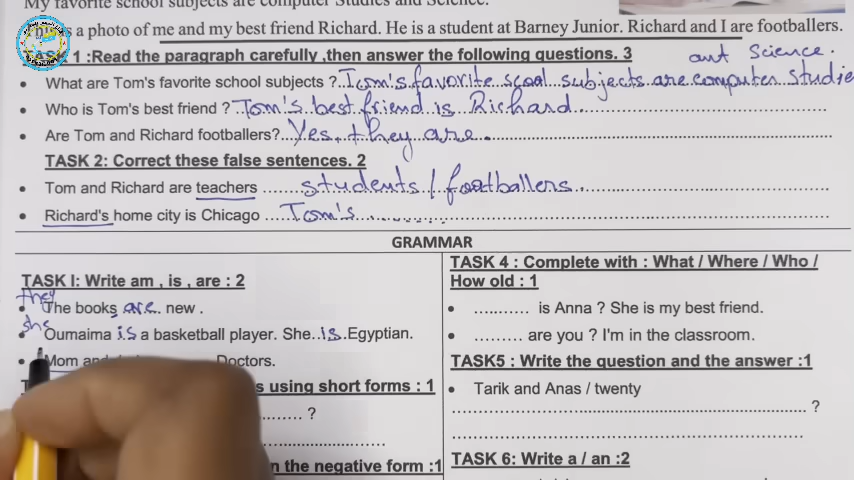 My favorite school subjects are computer Studies and Science.
This is a photo of me and my best friend Richard. He is a student at Barney Junior. Richard and I are footballers.
TASK 1 :Read the paragraph carefully ,then answer the following questions. 3 ant Science.
• What are Tom's favorite school subjects ? Tom's favorite scool subjects are computer Studie
• Who is Tom's best friend ? Tom's best friend is Richard
• Are Tom and Richard footballers? Yes, they are.
TASK 2: Correct these false sentences. 2
• Tom and Richard are teachers students / footballers
• Richard's home city is Chicago Tom's
GRAMMAR
TASK I: Write am , is , are : 2
they
• The books are new .
she
• Oumaima is a basketball player. She is Egyptian.
• Mom and Doctors.
s using short forms : 1
............ ?
......................
n the negative form :1
TASK 4 : Complete with : What / Where / Who /
How old : 1
• ............ is Anna ? She is my best friend.
............ are you ? I'm in the classroom.
TASK5 : Write the question and the answer :1
• Tarik and Anas / twenty
............................................................ ?
............................................................
TASK 6: Write a / an :2